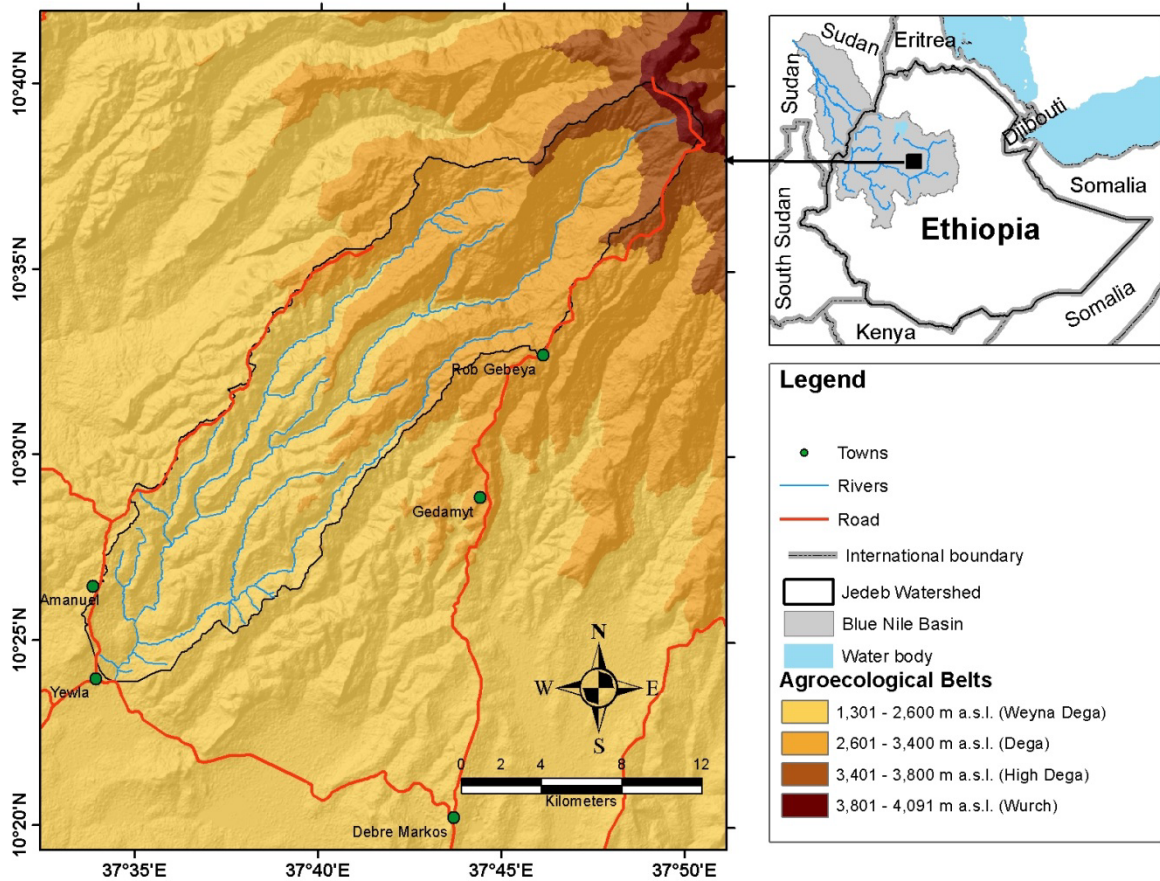 10°40'N
10°35'N
10°30'N
10°25'N
10°20'N
37°35'E
37°40'E
37°45'E
37°50'E
Rob Gebeya
Gedamyt
Amanuel
Yewla
Debre Markos
N
W
E
S
0 2 4 8 12
Kilometers
Sudan
Eritrea
Sudan
Djibouti
Somalia
South Sudan
Ethiopia
Somalia
Kenya
Legend
Towns
Rivers
Road
International boundary
Jedeb Watershed
Blue Nile Basin
Water body
Agroecological Belts
1,301 - 2,600 m a.s.l. (Weyna Dega)
2,601 - 3,400 m a.s.l. (Dega)
3,401 - 3,800 m a.s.l. (High Dega)
3,801 - 4,091 m a.s.l. (Wurch)